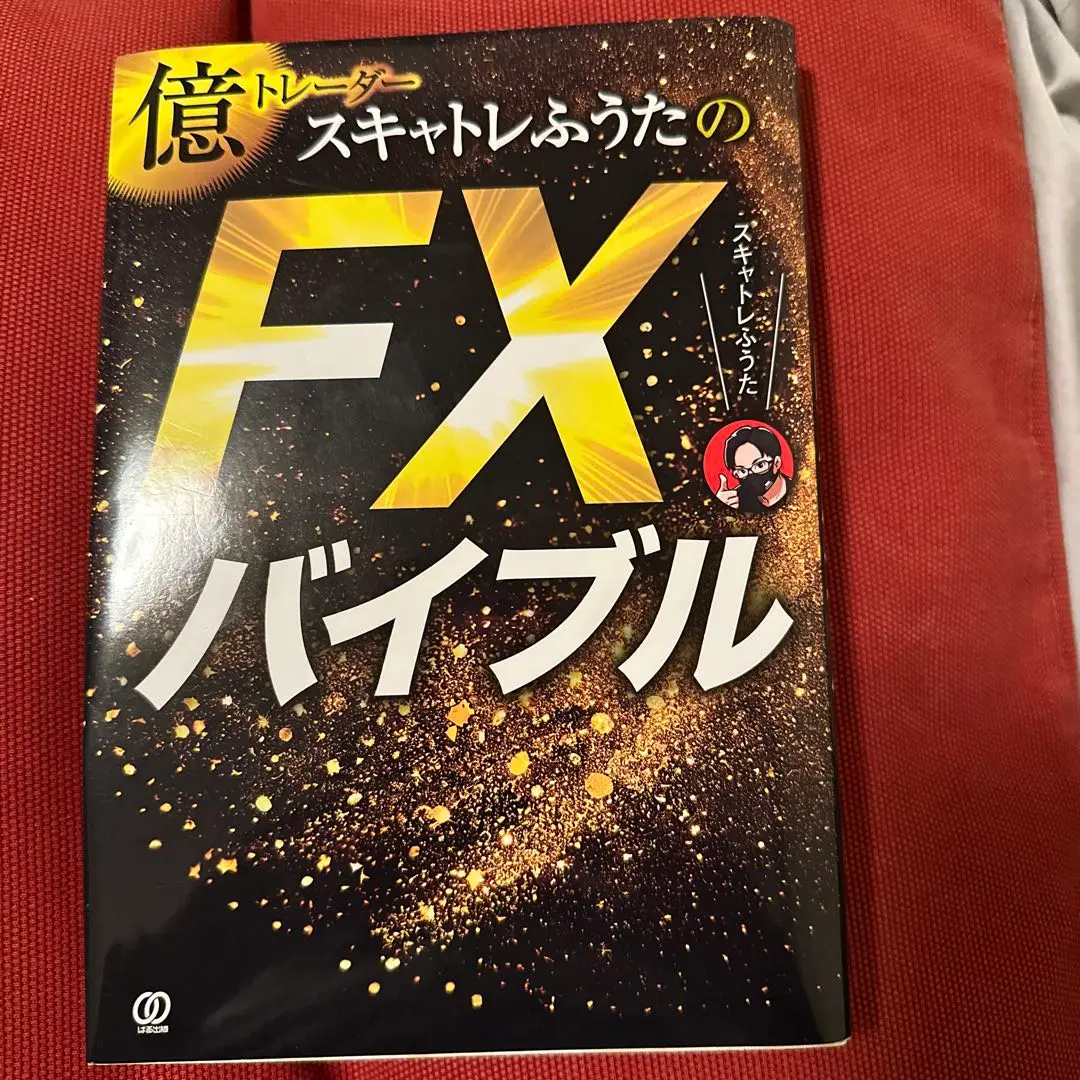 億トレーダー
スキャトレふうたの
FX
バイブル
スキャトレふうた
ぱる出版